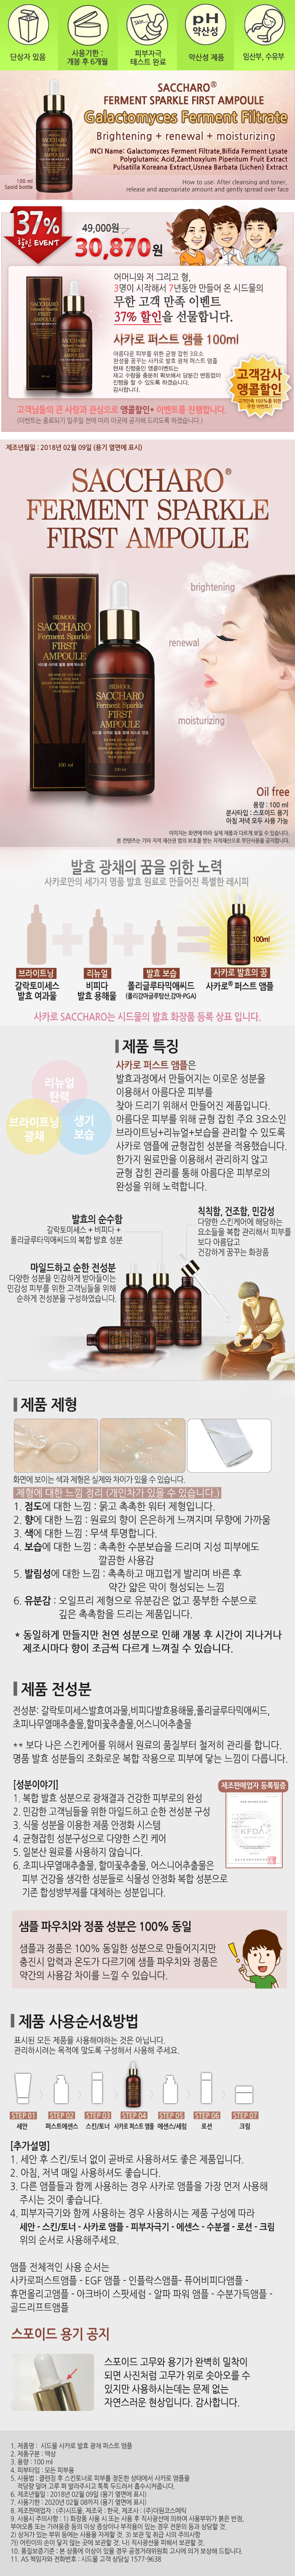 단상자 있음
사용기한 :
개봉 후 6개월
피부자극
테스트 완료
pH
약산성
약산성 제품
임산부, 수유부
SACCHARO®
FERMENT SPARKLE FIRST AMPOULE
Galactomyces Ferment Filtrate
Brightening + renewal + moisturizing
INCI Name: Galactomyces Ferment Filtrate,Bifida Ferment Lysate
Polyglutamic Acid,Zanthoxylum Piperitum Fruit Extract
Pulsatilla Koreana Extract,Usnea Barbata (Lichen) Extract
100 ml
Spoid bottle
How to use: After cleansing and toner,
release and appropriate amount and gently spread over face
37%
할인 EVENT
49,000원
30,870원
어머니와 저 그리고 형,
3명이 시작해서 7년동안 만들어 온 시드물의
무한 고객 만족 이벤트
37% 할인을 선물합니다.
사카로 퍼스트 앰플 100ml
아름다운 피부를 위한 균형 잡힌 3요소
완성을 꿈꾸는 사카로 발효 광채 퍼스트 앰플
현재 진행중인 앵콜이벤트는
재고 수량을 충분히 확보해서 당분간 변동없이
진행을 할 수 있도록 하겠습니다.
감사합니다.
고객감사
앵콜할인
고객만족 100%를 위한
무한 이벤트!
고객님들의 큰 사랑과 관심으로 앵콜할인* 이벤트를 진행합니다.
(이벤트는 종료되기 일주일 전에 미리 이곳에 공지해 드리도록 하겠습니다.)
제조년월일 : 2018년 02월 09일 (용기 옆면에 표시)
SACCHARO®
FERMENT SPARKLE
FIRST AMPOULE
brightening
renewal
moisturizing
SIDMOOL
SACCHARO
Ferment Sparkle
FIRST
AMPOULE
100 ml
Oil free
용량 : 100 ml
분사타입 : 스포이드 용기
아침 저녁 모두 사용 가능
이미지는 화면에 따라 실제 제품과 다르게 보일 수 있습니다.
본 컨텐츠는 기타 지적 재산권 법의 보호를 받는 저작재산으로 무단사용을 금지합니다.
발효 광채의 꿈을 위한 노력
사카로만의 세가지 명품 발효 원료로 만들어진 특별한 레시피
100ml
브라이트닝
리뉴얼
발효 보습
사카로 발효의 꿈
갈락토미세스
발효 여과물
비피다
발효 용해물
폴리글루타믹애씨드
(폴리감마글루탐산,감마-PGA)
사카로® 퍼스트 앰플
사카로 SACCHARO는 시드물의 발효 화장품 등록 상표 입니다.
제품 특징
리뉴얼
탄력
브라이트닝
광채
생기
보습
사카로 퍼스트 앰플은
발효과정에서 만들어지는 이로운 성분을
이용해서 아름다운 피부를
찾아 드리기 위해서 만들어진 제품입니다.
아름다운 피부를 위해 균형 잡힌 주요 3요소인
브라이트닝+리뉴얼+보습을 관리할 수 있도록
사카로 앰플에 균형잡힌 성분을 적용했습니다.
한가지 원료만을 이용해서 관리하지 않고
균형 잡힌 관리를 통해 아름다운 피부로의
완성을 위해 노력합니다.
발효의 순수함
갈락토미세스 + 비피다 +
폴리글루타믹애씨드의 복합 발효 성분
칙칙함, 건조함, 민감성
다양한 스킨케어에 해당하는
요소들을 복합 관리해서 피부를
보다 아름답고
건강하게 꿈꾸는 화장품
마일드하고 순한 전성분
다양한 성분을 민감하게 받아들이는
민감성 피부를 위한 고객님들을 위해
순하게 전성분을 구성하였습니다.
제품 제형
화면에 보이는 색과 제형은 실제와 차이가 있을 수 있습니다.
제형에 대한 느낌 정리 (개인차가 있을 수 있습니다.)
1. 점도에 대한 느낌 : 묽고 촉촉한 워터 제형입니다.
2. 향에 대한 느낌 : 원료의 향이 은은하게 느껴지며 무향에 가까움
3. 색에 대한 느낌 : 무색 투명합니다.
4. 보습에 대한 느낌 : 촉촉한 수분보습을 드리며 지성 피부에도
깔끔한 사용감
5. 발림성에 대한 느낌 : 촉촉하고 매끄럽게 발리며 바른 후
약간 얇은 막이 형성되는 느낌
6. 유분감 : 오일프리 제형으로 유분감은 없고 풍부한 수분으로
깊은 촉촉함을 드리는 제품입니다.
* 동일하게 만들지만 천연 성분으로 인해 개봉 후 시간이 지나거나
제조시마다 향이 조금씩 다르게 느껴질 수 있습니다.
제품 전성분
전성분: 갈락토미세스발효여과물,비피다발효용해물,폴리글루타믹애씨드,
초피나무열매추출물,할미꽃추출물,어스니어추출물
** 보다 나은 스킨케어를 위해서 원료의 품질부터 철저히 관리를 합니다.
명품 발효 성분들의 조화로운 복합 작용으로 피부에 닿는 느낌이 다릅니다.
[성분이야기]
1. 복합 발효 성분으로 광채결과 건강한 피부로의 완성
2. 민감한 고객님들을 위한 마일드하고 순한 전성분 구성
3. 식물 성분을 이용한 제품 안정화 시스템
4. 균형잡힌 성분구성으로 다양한 스킨 케어
5. 일본산 원료를 사용하지 않습니다.
6. 초피나무열매추출물, 할미꽃추출물, 어스니어추출물은
피부 건강을 생각한 성분들로 식물성 안정화 복합 성분으로
기존 합성방부제를 대체하는 성분입니다.
제조판매업자 등록필증
KFDA
샘플 파우치와 정품 성분은 100% 동일
샘플과 정품은 100% 동일한 성분으로 만들어지지만
충진시 압력과 온도가 다르기에 샘플 파우치와 정품은
약간의 사용감 차이를 느낄 수 있습니다.
제품 사용순서&방법
표시된 모든 제품을 사용해야하는 것은 아닙니다.
관리하시려는 목적에 맞도록 구성해서 사용해 주세요.
STEP 01
STEP 02
STEP 03
STEP 04
STEP 05
STEP 06
STEP 07
세안
퍼스트에센스
스킨/토너
사카로 퍼스트 앰플
에센스/세럼
로션
크림
[추가설명]
1. 세안 후 스킨/토너 없이 곧바로 사용하셔도 좋은 제품입니다.
2. 아침, 저녁 매일 사용하셔도 좋습니다.
3. 다른 앰플들과 함께 사용하는 경우 사카로 앰플을 가장 먼저 사용해
주시는 것이 좋습니다.
4. 피부자극기와 함께 사용하는 경우 사용하시는 제품 구성에 따라
세안 - 스킨/토너 - 사카로 앰플 - 피부자극기 - 에센스 - 수분젤 - 로션 - 크림
위의 순서로 사용해주세요.
앰플 전체적인 사용 순서는
사카로퍼스트앰플 - EGF 앰플 - 인플락스앰플- 퓨어비피다앰플 -
휴먼올리고앰플 - 아크바이 스팟세럼 - 알파 파워 앰플 - 수분가득앰플 -
골드리프트앰플
스포이드 용기 공지
스포이드 고무와 용기가 완벽히 밀착이
되면 사진처럼 고무가 위로 솟아오를 수
있지만 사용하시는데는 문제 없는
자연스러운 현상입니다. 감사합니다.
1. 제품명 : 시드물 사카로 발효 광채 퍼스트 앰플
2. 제품구분 : 액상
3. 용량 : 100 ml
4. 피부타입 : 모든 피부용
5. 사용법 : 클렌징 후 스킨토너로 피부를 정돈한 상태에서 사카로 앰플을
적당량 덜어 고루 펴 발라주시고 톡톡 두드려서 흡수시켜줍니다.
6. 제조년월일 : 2018년 02월 09일 (용기 옆면에 표시)
7. 사용기한 : 2020년 02월 08까지 (용기 옆면에 표시)
8. 제조판매업자 : (주)시드물, 제조국 : 한국, 제조사 : (주)더원코스메틱
9. 사용시 주의사항 : 1) 화장품 사용 시 또는 사용 후 직사광선에 의하여 사용부위가 붉은 반점,
부어오름 또는 가려움증 등의 이상 증상이나 부작용이 있는 경우 전문의 등과 상담할 것.
2) 상처가 있는 부위 등에는 사용을 자제할 것. 3) 보관 및 취급 시의 주의사항
가) 어린이의 손이 닿지 않는 곳에 보관할 것. 나) 직사광선을 피해서 보관할 것.
10. 품질보증기준 : 본 상품에 이상이 있을 경우 공정거래위원회 고시에 의거 보상해 드립니다.
11. AS 책임자와 전화번호 : 시드물 고객 상담실 1577-9638